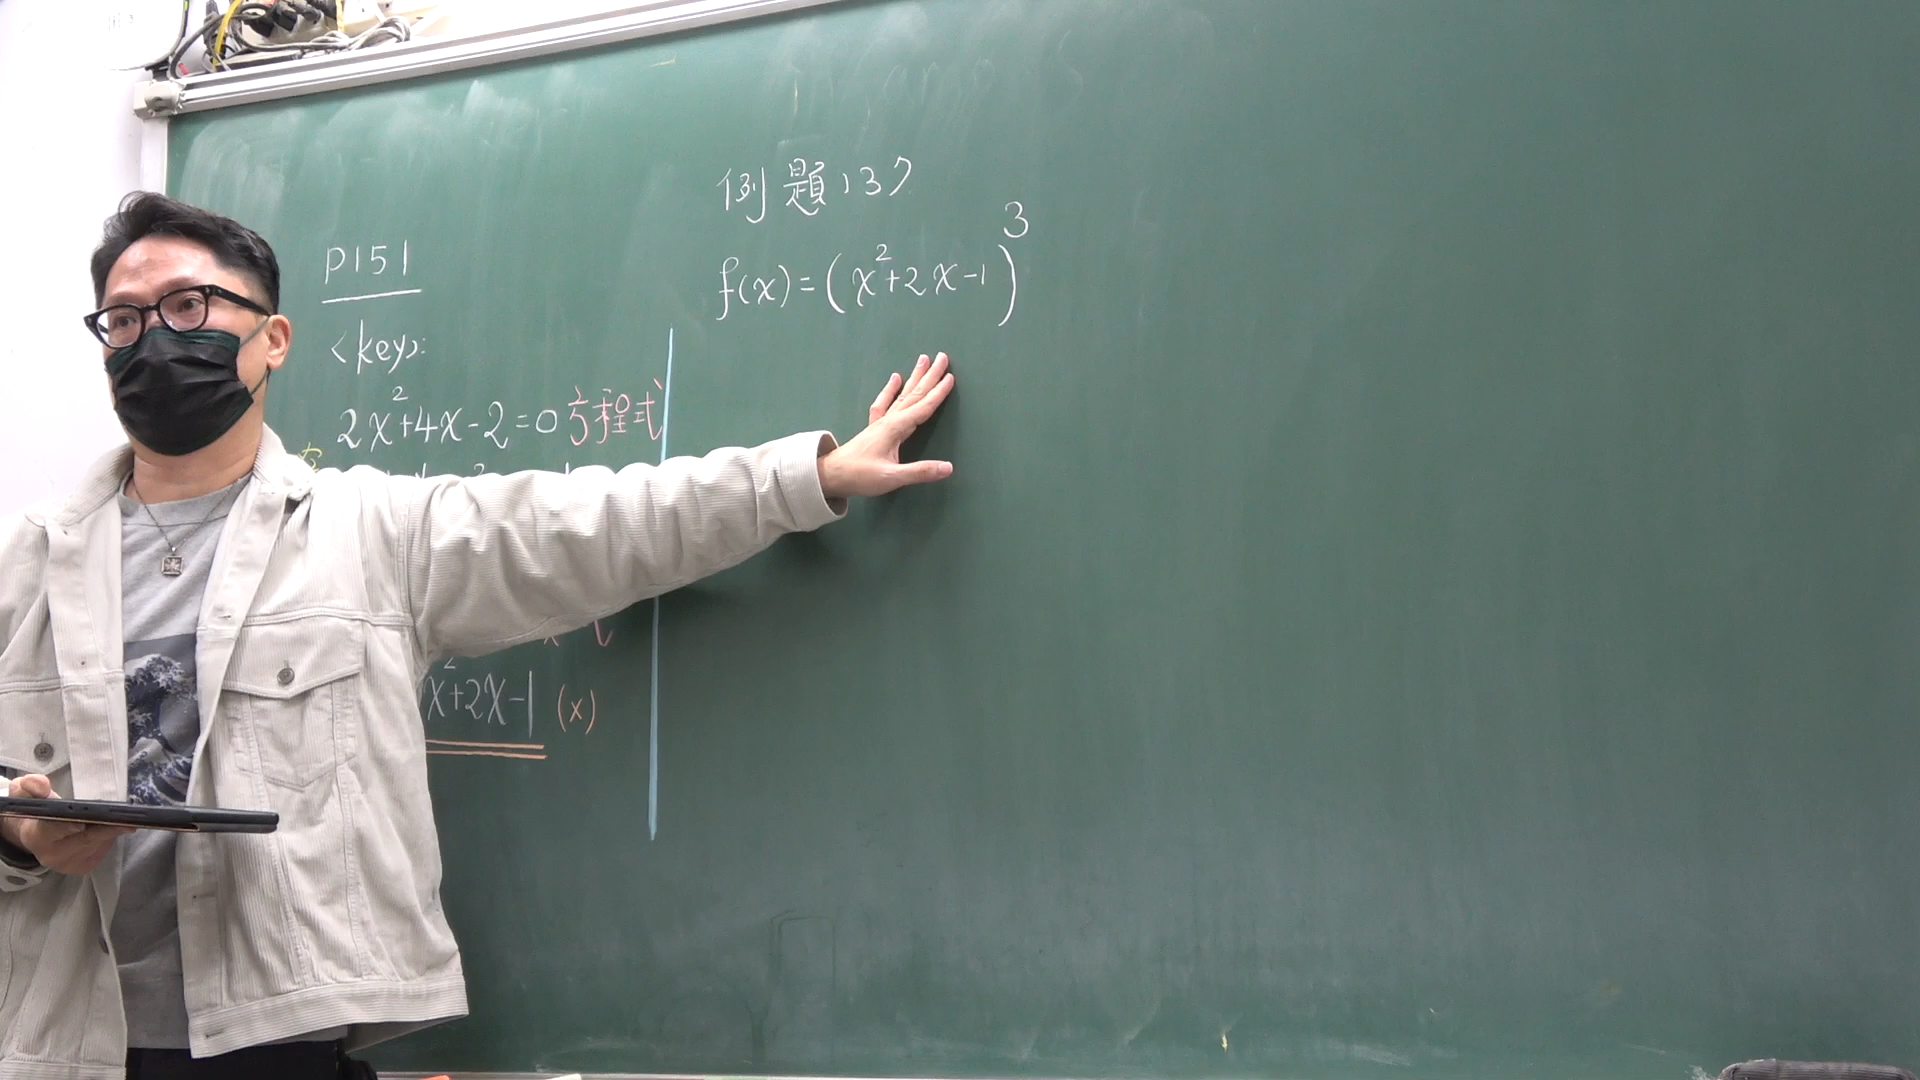 P151
<key>:
2x²+4x-2=0 方程式
x²+2x-1 (x)
例題137
f(x)=(x²+2x-1)³